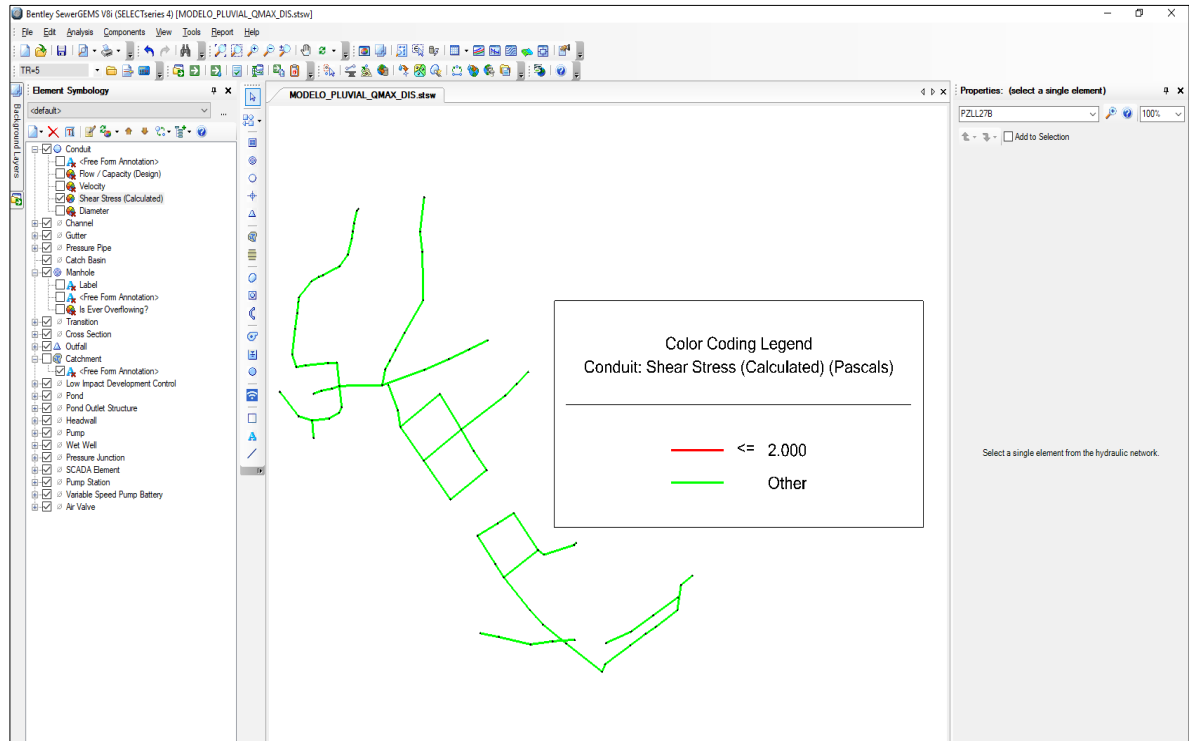 Bentley SewerGEMS V8i (SELECTseries 4) [MODELO_PLUVIAL_QMAX_DIS.stsw]
File Edit Analysis Components View Tools Report Help
TR=5
Background Layers
Element Symbology
<default>
...
Conduit
<Free Form Annotation>
Flow / Capacity (Design)
Velocity
Shear Stress (Calculated)
Diameter
Channel
Gutter
Pressure Pipe
Catch Basin
Manhole
Label
<Free Form Annotation>
Is Ever Overflowing?
Transition
Cross Section
Outfall
Catchment
<Free Form Annotation>
Low Impact Development Control
Pond
Pond Outlet Structure
Headwall
Pump
Wet Well
Pressure Junction
SCADA Element
Pump Station
Variable Speed Pump Battery
Air Valve
MODELO_PLUVIAL_QMAX_DIS.stsw
Color Coding Legend
Conduit: Shear Stress (Calculated) (Pascals)
<= 2.000
Other
Properties: (select a single element)
PZLL27B
100%
Add to Selection
Select a single element from the hydraulic network.